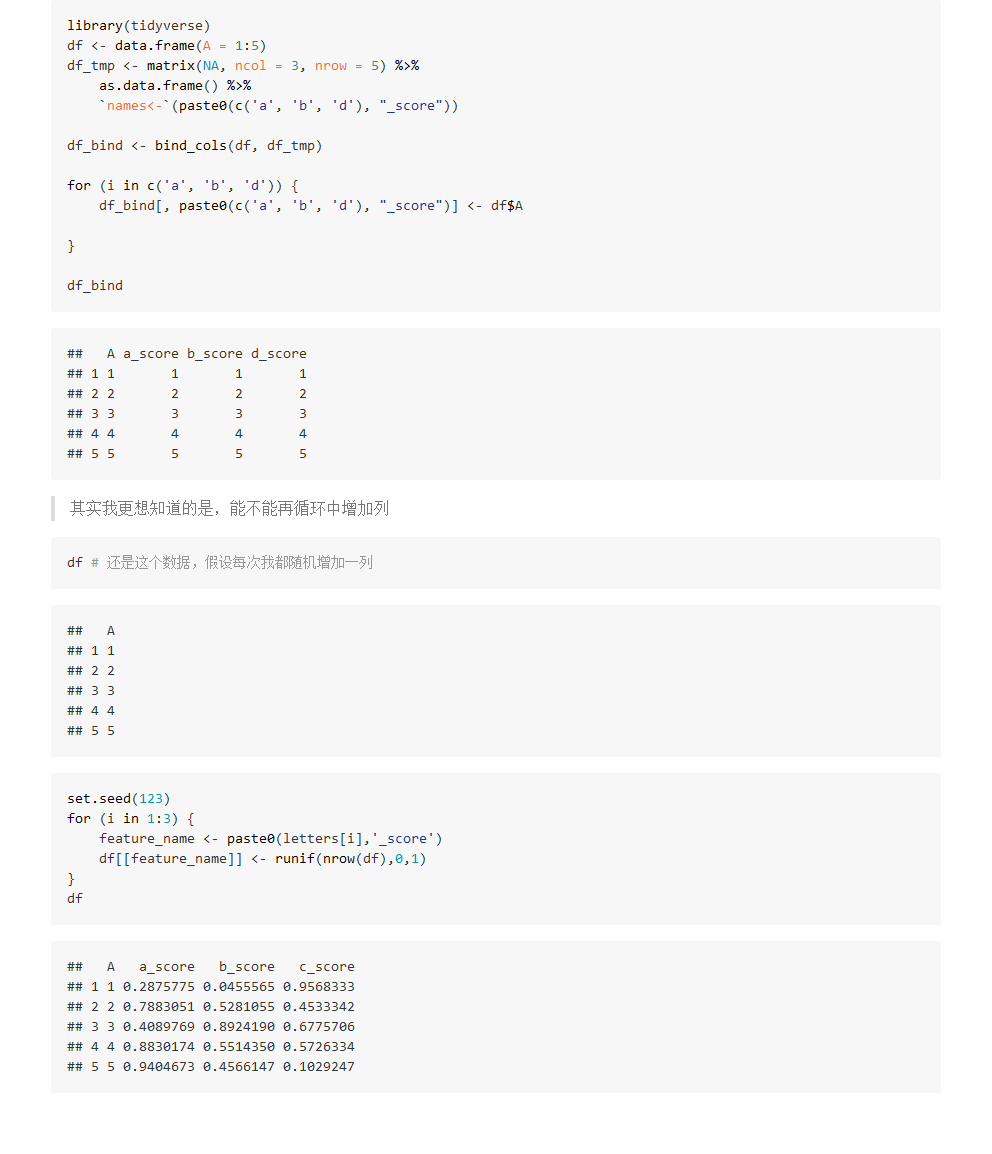 library(tidyverse)
df <- data.frame(A = 1:5)
df_tmp <- matrix(NA, ncol = 3, nrow = 5) %>%
    as.data.frame() %>%
    `names<-`(paste0(c('a', 'b', 'd'), "_score"))

df_bind <- bind_cols(df, df_tmp)

for (i in c('a', 'b', 'd')) {
    df_bind[, paste0(c('a', 'b', 'd'), "_score")] <- df$A

}

df_bind

##   A a_score b_score d_score
## 1 1       1       1       1
## 2 2       2       2       2
## 3 3       3       3       3
## 4 4       4       4       4
## 5 5       5       5       5

其实我更想知道的是，能不能再循环中增加列

df # 还是这个数据，假设每次我都随机增加一列

##   A
## 1 1
## 2 2
## 3 3
## 4 4
## 5 5

set.seed(123)
for (i in 1:3) {
    feature_name <- paste0(letters[i],'_score')
    df[[feature_name]] <- runif(nrow(df),0,1)
}
df

##   A   a_score   b_score   c_score
## 1 1 0.2875775 0.0455565 0.9568333
## 2 2 0.7883051 0.5281055 0.4533342
## 3 3 0.4089769 0.8924190 0.6775706
## 4 4 0.8830174 0.5514350 0.5726334
## 5 5 0.9404673 0.4566147 0.1029247